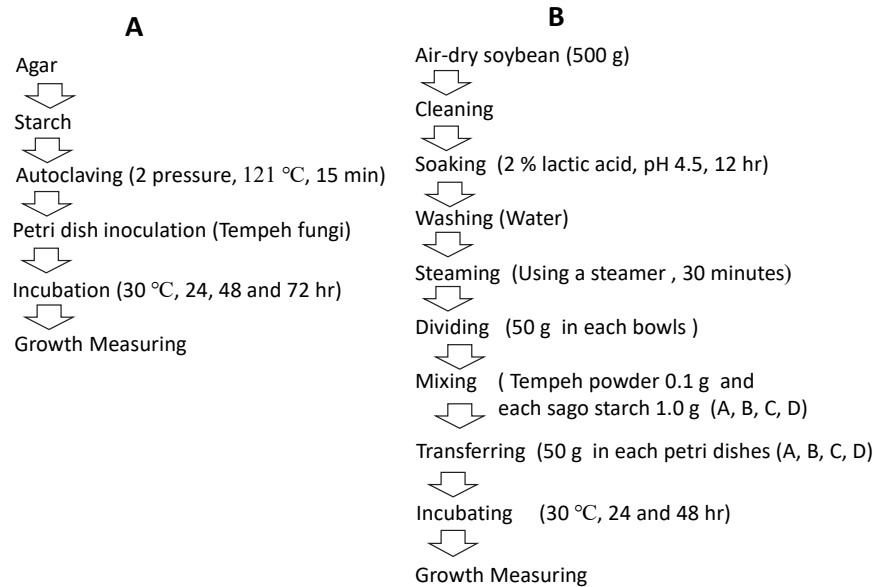 A
Agar
Starch
Autoclaving (2 pressure, 121 ℃, 15 min)
Petri dish inoculation (Tempeh fungi)
Incubation (30 ℃, 24, 48 and 72 hr)
Growth Measuring
B
Air-dry soybean (500 g)
Cleaning
Soaking (2 % lactic acid, pH 4.5, 12 hr)
Washing (Water)
Steaming (Using a steamer , 30 minutes)
Dividing (50 g in each bowls )
Mixing ( Tempeh powder 0.1 g and
each sago starch 1.0 g (A, B, C, D)
Transferring (50 g in each petri dishes (A, B, C, D)
Incubating (30 ℃, 24 and 48 hr)
Growth Measuring